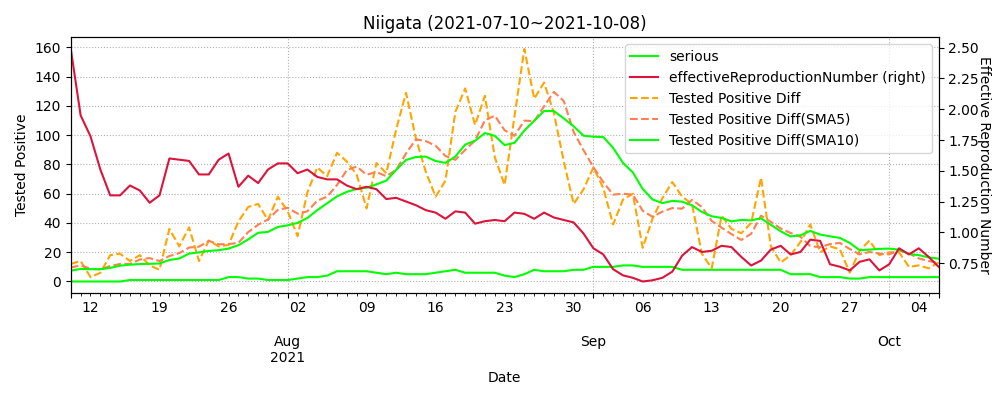 Niigata (2021-07-10~2021-10-08)
Tested Positive
160
140
120
100
80
60
40
20
0
serious
effectiveReproductionNumber (right)
Tested Positive Diff
Tested Positive Diff(SMA5)
Tested Positive Diff(SMA10)
2.50
2.25
2.00
1.75
1.50
1.25
1.00
0.75
Effective Reproduction Number
12 19 26 02 09 16 23 30 06 13 20 27 04
Aug Sep Oct
2021
Date